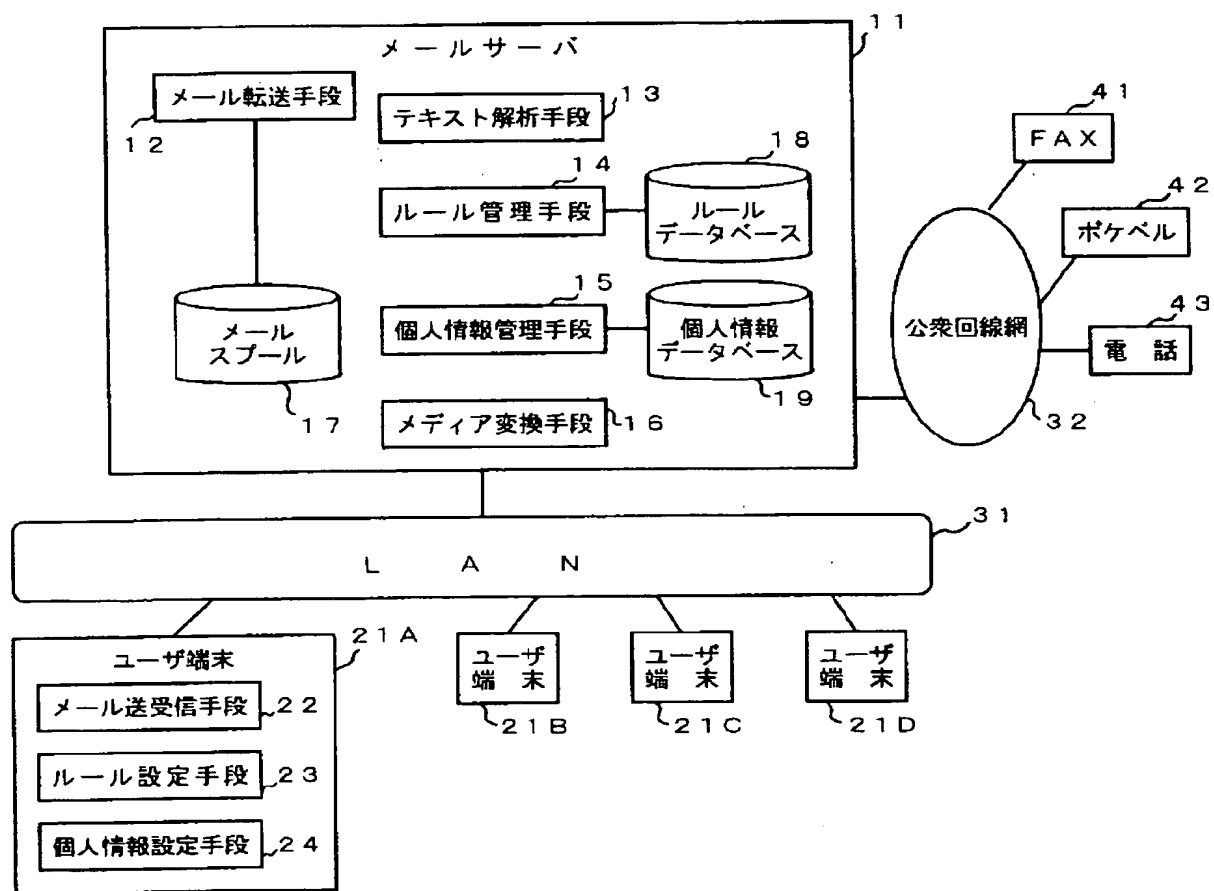 メールサーバ
11
メール転送手段
12
テキスト解析手段
13
14
ルール管理手段
18
ルール
データベース
メール
スプール
17
15
個人情報管理手段
個人情報
データベース
19
メディア変換手段
16
41
FAX
42
ポケベル
公衆回線網
43
電話
32
31
LAN
21A
ユーザ端末
メール送受信手段
22
ルール設定手段
23
個人情報設定手段
24
ユーザ
端末
21B
ユーザ
端末
21C
ユーザ
端末
21D